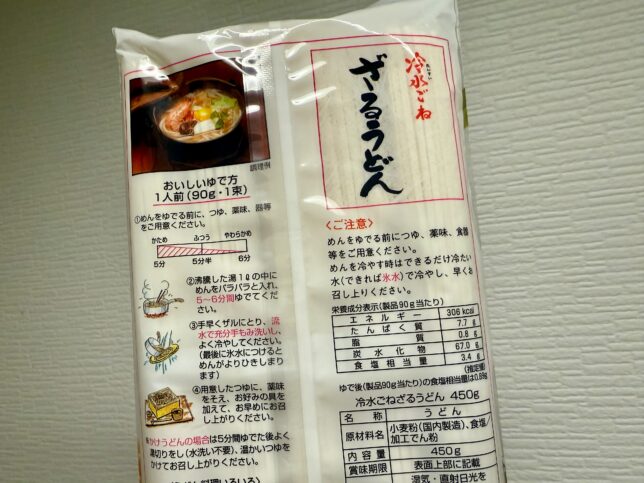 調理例
おいしいゆで方
1人前(90g・1束)
①めんをゆでる前に、つゆ、薬味、器等
をご用意ください。
かため ふつう やわらかめ
5分 5分半 6分
②沸騰した湯1ℓの中に
めんをパラパラと入れ、
5〜6分間ゆでてくだ
さい。
③手早くザルにとり、流
水で充分手もみ洗いし、
よく冷やしてください。
(最後に氷水につけると
めんがよりひきしまり
ます)
④用意したつゆに、薬味
をそえ、お好みの具を
加えて、お早めにお召
し上がりください。
かけうどんの場合は5分間ゆでた後よく
湯切りをし(水洗い不要)、温かいつゆを
かけてお召し上がりください。
冷水ごね
ざるうどん
〈ご注意〉
めんをゆでる前につゆ、薬味、食器
等をご用意ください。
めんを冷やす時はできるだけ冷たい
水(できれば氷水)で冷やし、早くお
召し上りください。
栄養成分表示(製品90g当たり)
エネルギー 306kcal
たんぱく質 7.7g
脂質 0.8g
炭水化物 67.0g
食塩相当量 3.4g
(推定値)
ゆで後(製品90g当たり)の食塩相当量は0.8g
冷水ごねざるうどん 450g
名称 うどん
原材料名 小麦粉(国内製造)、食塩/
加工でん粉
内容量 450g
賞味期限 表面上部に記載
湿気・直射日光を